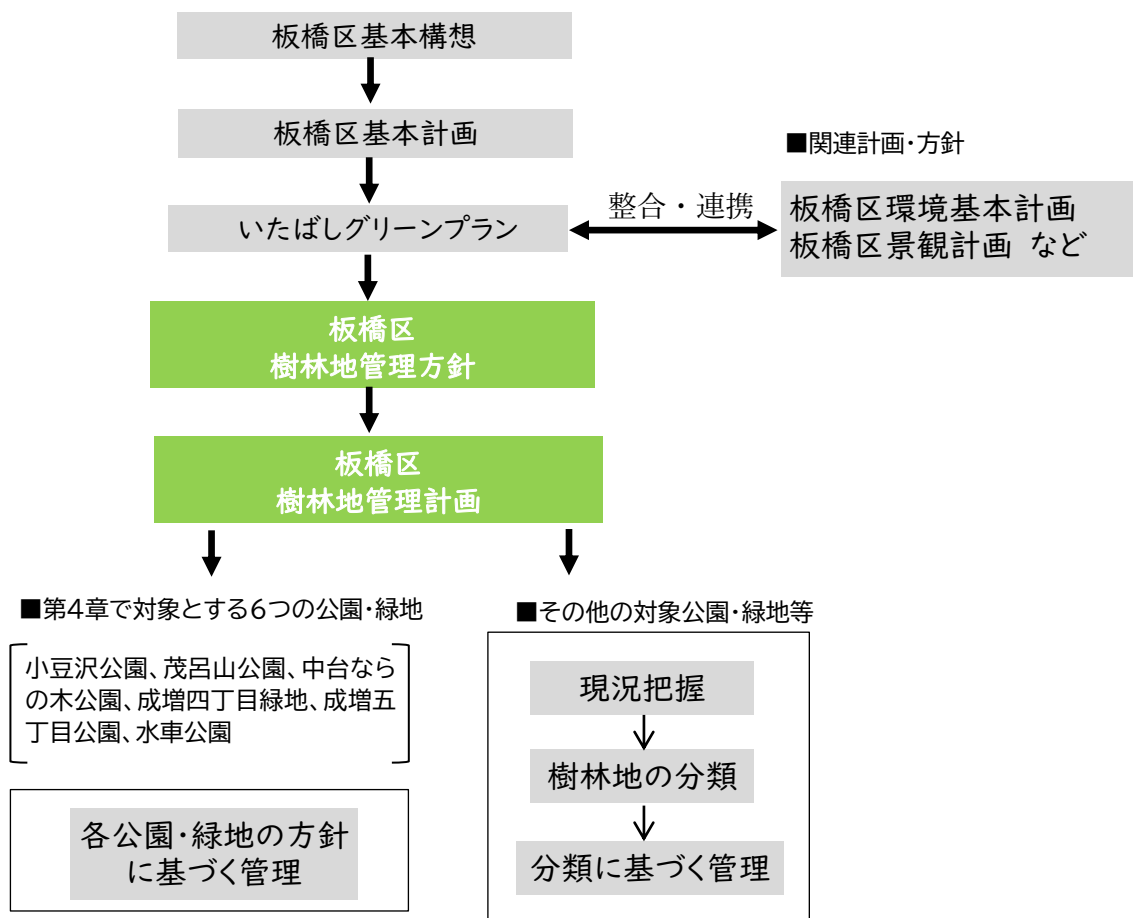 板橋区基本構想
板橋区基本計画
■関連計画・方針
いたばしグリーンプラン
整合・連携
板橋区環境基本計画
板橋区景観計画 など
板橋区
樹林地管理方針
板橋区
樹林地管理計画
■第4章で対象とする6つの公園・緑地
小豆沢公園、茂呂山公園、中台なら
の木公園、成増四丁目緑地、成増五
丁目公園、水車公園
各公園・緑地の方針
に基づく管理
■その他の対象公園・緑地等
現況把握
樹林地の分類
分類に基づく管理